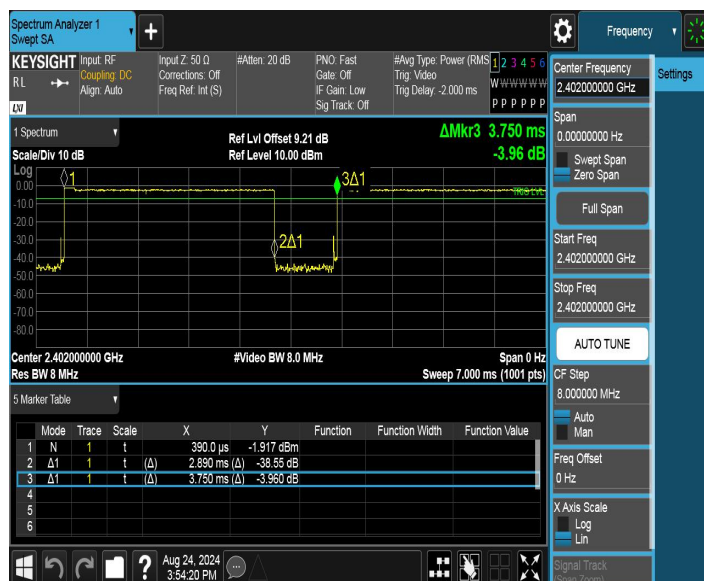 Spectrum Analyzer 1
Swept SA
+
Frequency
KEYSIGHT
RL
LXI
Input: RF
Coupling: DC
Align: Auto
Input Z: 50 Ω
Corrections: Off
Freq Ref: Int (S)
#Atten: 20 dB
PNO: Fast
Gate: Off
IF Gain: Low
Sig Track: Off
#Avg Type: Power (RMS
Trig: Video
Trig Delay: -2.000 ms
1 2 3 4 5 6
W W W W W W
P P P P P P
1 Spectrum
Scale/Div 10 dB
Ref Lvl Offset 9.21 dB
Ref Level 10.00 dBm
ΔMkr3 3.750 ms
-3.96 dB
Log
0.00
-10.0
-20.0
-30.0
-40.0
-50.0
-60.0
-70.0
-80.0
1
2Δ1
3Δ1
TRIG LVL
Center 2.402000000 GHz
Res BW 8 MHz
#Video BW 8.0 MHz
Span 0 Hz
Sweep 7.000 ms (1001 pts)
5 Marker Table
Mode Trace Scale X Y Function Function Width Function Value
1 N 1 t 390.0 µs -1.917 dBm
2 Δ1 1 t (Δ) 2.890 ms (Δ) -38.55 dB
3 Δ1 1 t (Δ) 3.750 ms (Δ) -3.960 dB
4
5
6
?
Aug 24, 2024
3:54:20 PM
Center Frequency
2.402000000 GHz
Settings
Span
0.00000000 Hz
Swept Span
Zero Span
Full Span
Start Freq
2.402000000 GHz
Stop Freq
2.402000000 GHz
AUTO TUNE
CF Step
8.000000 MHz
Auto
Man
Freq Offset
0 Hz
X Axis Scale
Log
Lin
Signal Track
(Span Zoom)